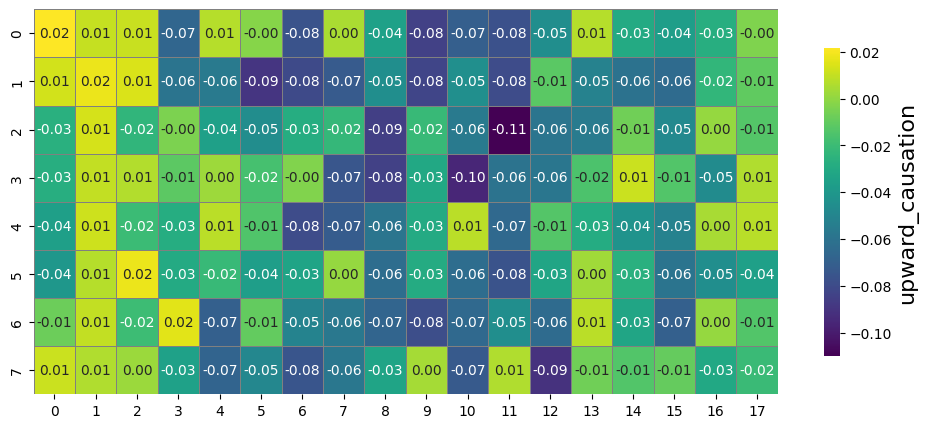 0 0.02 0.01 0.01 -0.07 0.01 -0.00 -0.08 0.00 -0.04 -0.08 -0.07 -0.08 -0.05 0.01 -0.03 -0.04 -0.03 -0.00
1 0.01 0.02 0.01 -0.06 -0.06 -0.09 -0.08 -0.07 -0.05 -0.08 -0.05 -0.08 -0.01 -0.05 -0.06 -0.06 -0.02 -0.01
2 -0.03 0.01 -0.02 -0.00 -0.04 -0.05 -0.03 -0.02 -0.09 -0.02 -0.06 -0.11 -0.06 -0.06 -0.01 -0.05 0.00 -0.01
3 -0.03 0.01 0.01 -0.01 0.00 -0.02 -0.00 -0.07 -0.08 -0.03 -0.10 -0.06 -0.06 -0.02 0.01 -0.01 -0.05 0.01
4 -0.04 0.01 -0.02 -0.02 0.01 -0.01 -0.08 -0.07 -0.06 -0.03 0.01 -0.07 -0.01 -0.03 -0.04 -0.05 0.00 0.01
5 -0.04 0.01 0.02 -0.03 -0.02 -0.04 -0.03 0.00 -0.06 -0.03 -0.06 -0.08 -0.03 0.00 -0.03 -0.06 -0.05 -0.04
6 -0.01 0.01 -0.02 0.02 -0.07 -0.01 -0.05 -0.06 -0.07 -0.08 -0.07 -0.05 -0.06 0.01 -0.03 -0.07 0.00 -0.01
7 0.01 0.01 0.00 -0.03 -0.07 -0.05 -0.08 -0.06 -0.03 0.00 -0.07 0.01 -0.09 -0.01 -0.01 -0.01 -0.03 -0.02
0 1 2 3 4 5 6 7 8 9 10 11 12 13 14 15 16 17
0.02
0.00
−0.02
−0.04
−0.06
−0.08
−0.10
upward_causation